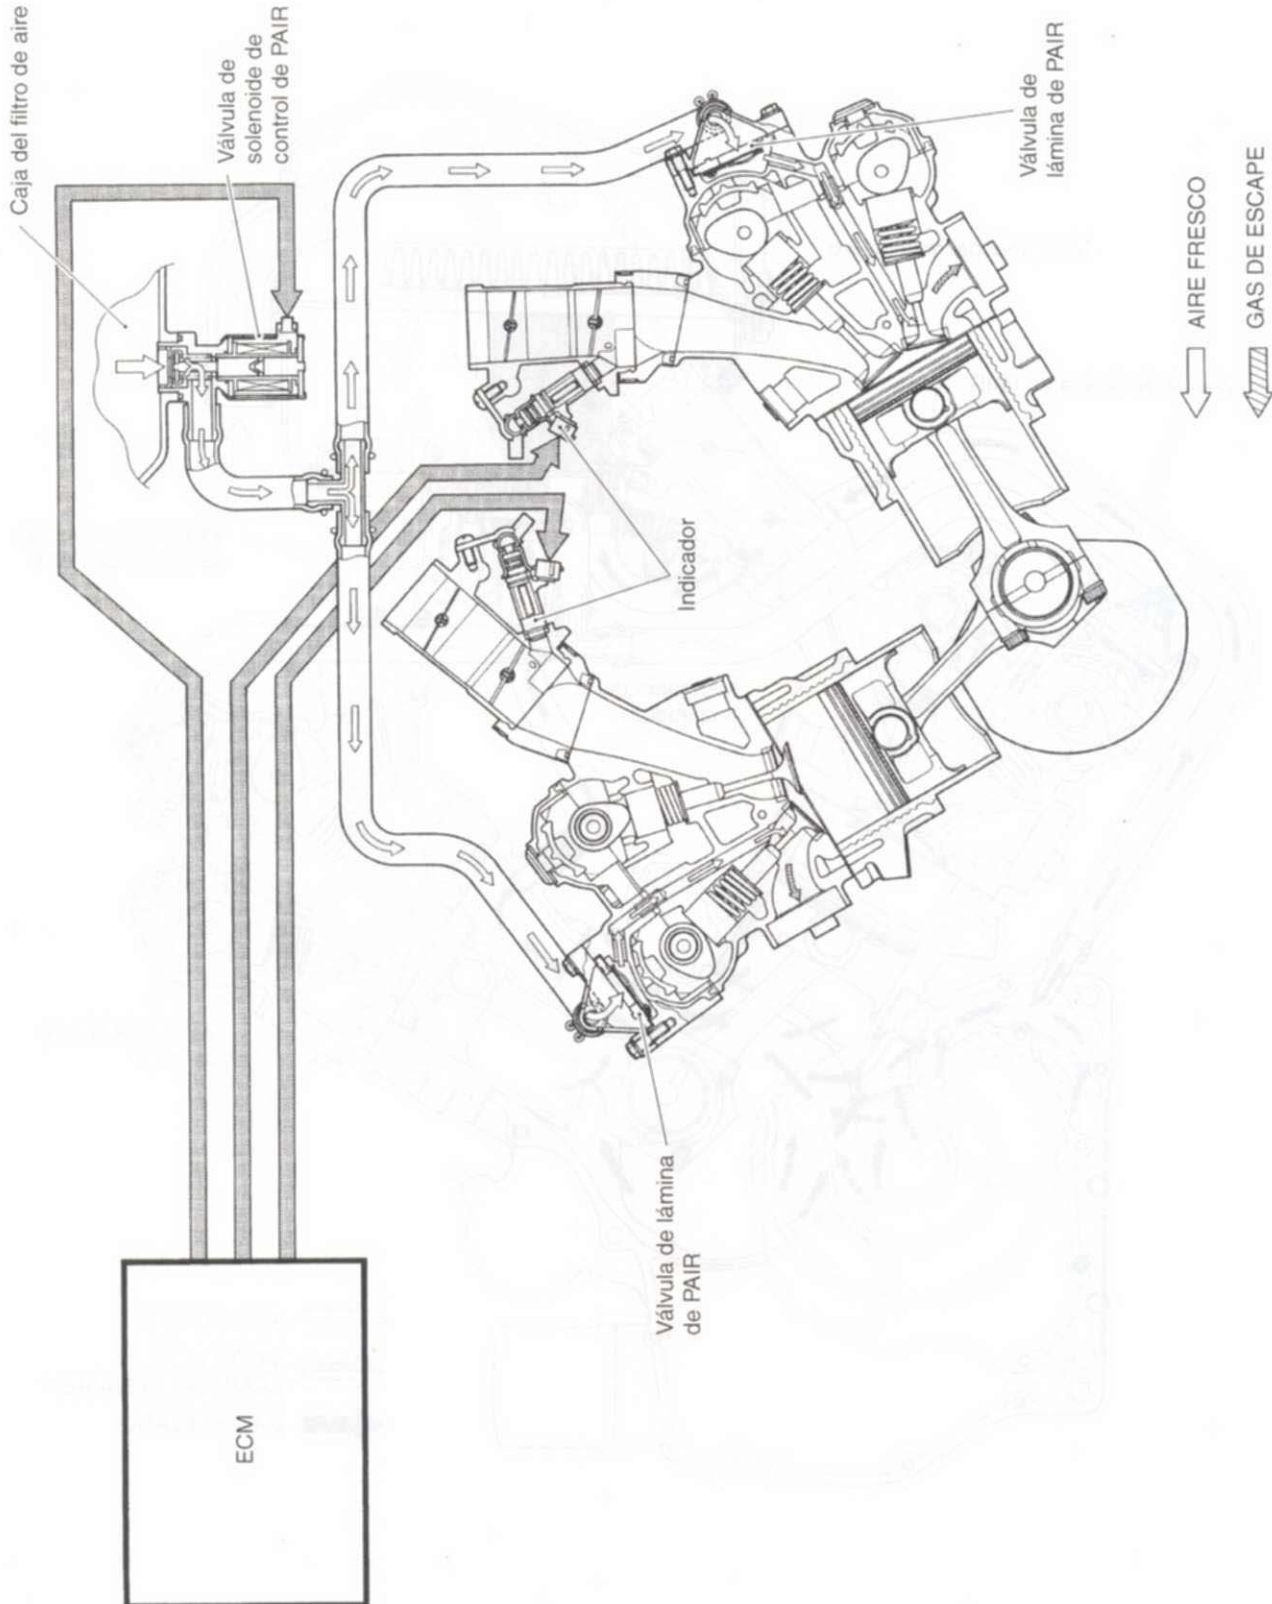 Caja del filtro de aire
Válvula de
solenoide de
control de PAIR
Válvula de
lámina de PAIR
Indicador
Válvula de lámina
de PAIR
ECM
AIRE FRESCO
GAS DE ESCAPE